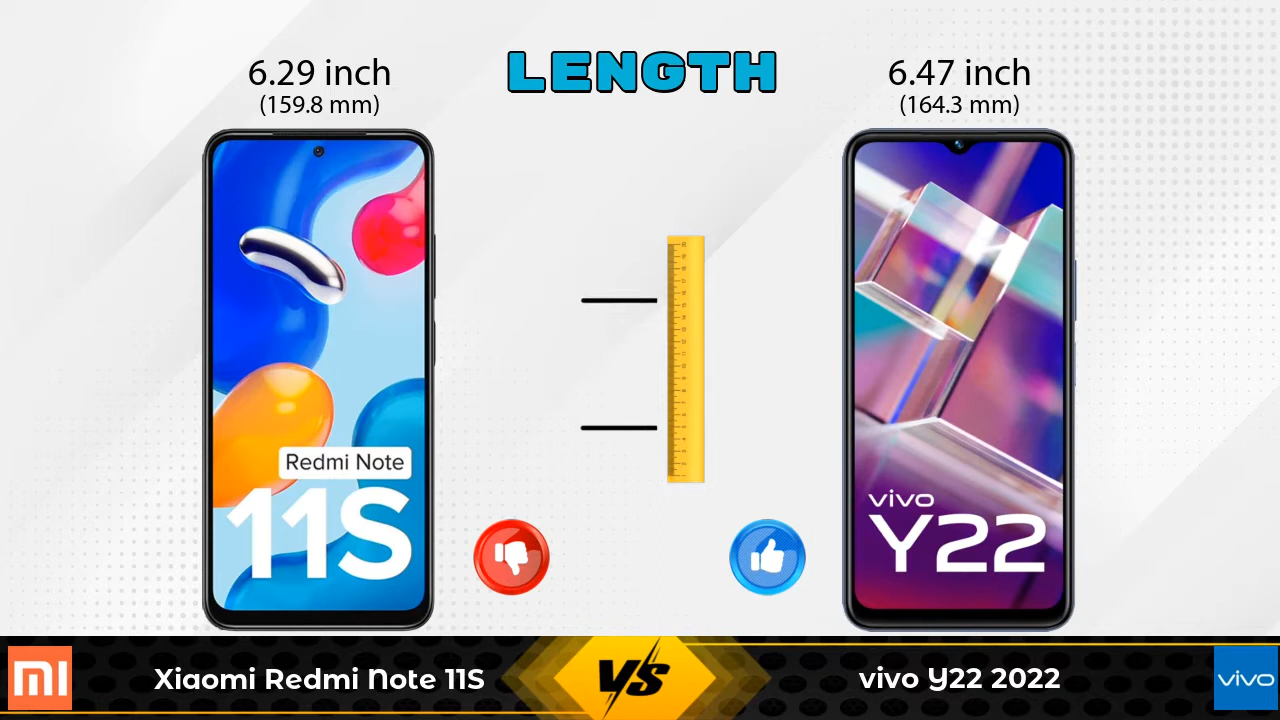 LENGTH
6.29 inch
(159.8 mm)
6.47 inch
(164.3 mm)
Redmi Note
11S
vivo
Y22
MI
Xiaomi Redmi Note 11S
VS
vivo Y22 2022
vivo